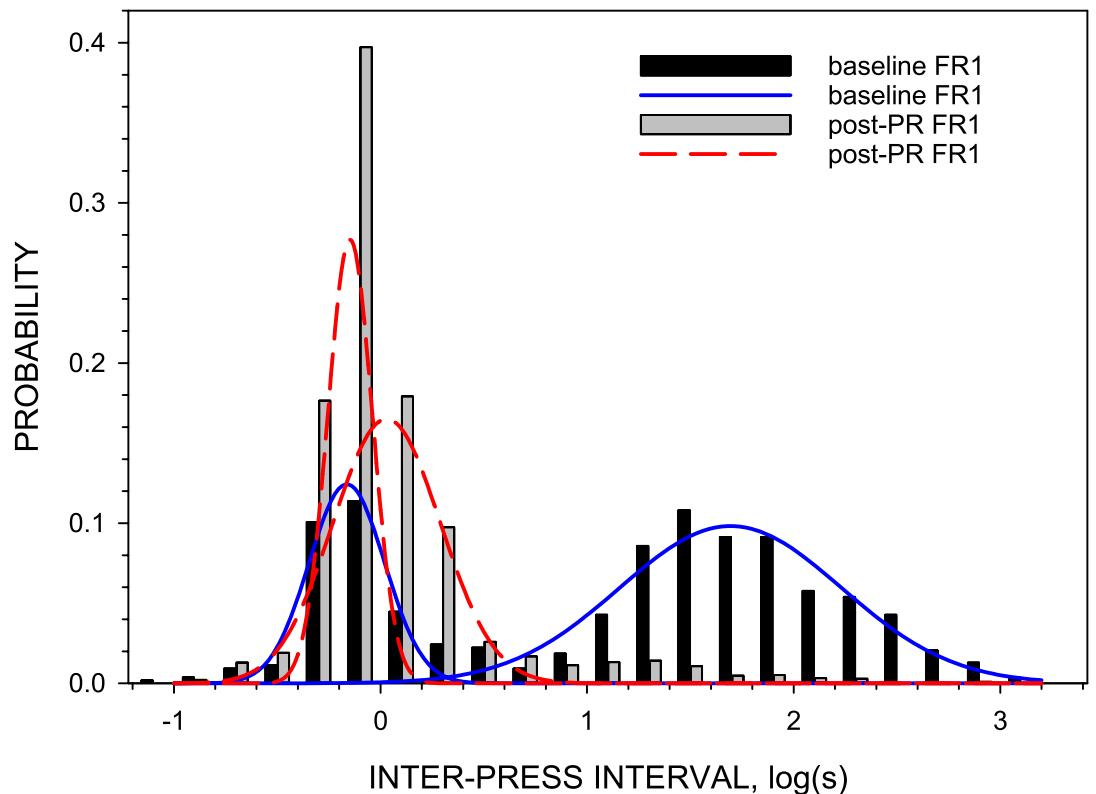 0.4
0.3
0.2
0.1
0.0
PROBABILITY
baseline FR1
baseline FR1
post-PR FR1
post-PR FR1
-1 0 1 2 3
INTER-PRESS INTERVAL, log(s)